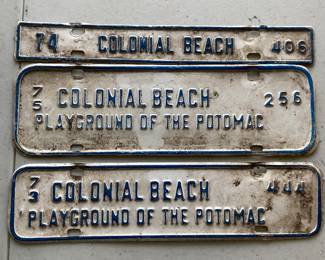 74 COLONIAL BEACH 406
75 COLONIAL BEACH 256
PLAYGROUND OF THE POTOMAC
73 COLONIAL BEACH 444
PLAYGROUND OF THE POTOMAC